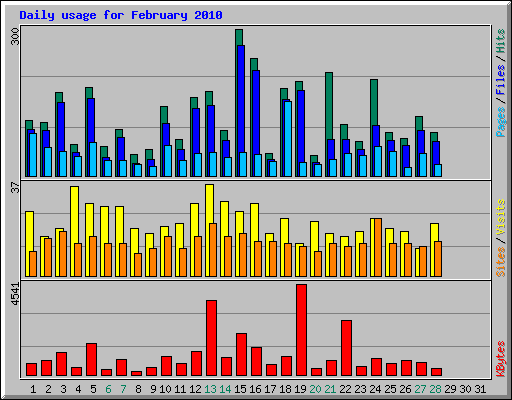 Daily usage for February 2010
300
Pages / Files / Hits
37
Sites / Visits
4541
KBytes
1 2 3 4 5 6 7 8 9 10 11 12 13 14 15 16 17 18 19 20 21 22 23 24 25 26 27 28 29 30 31